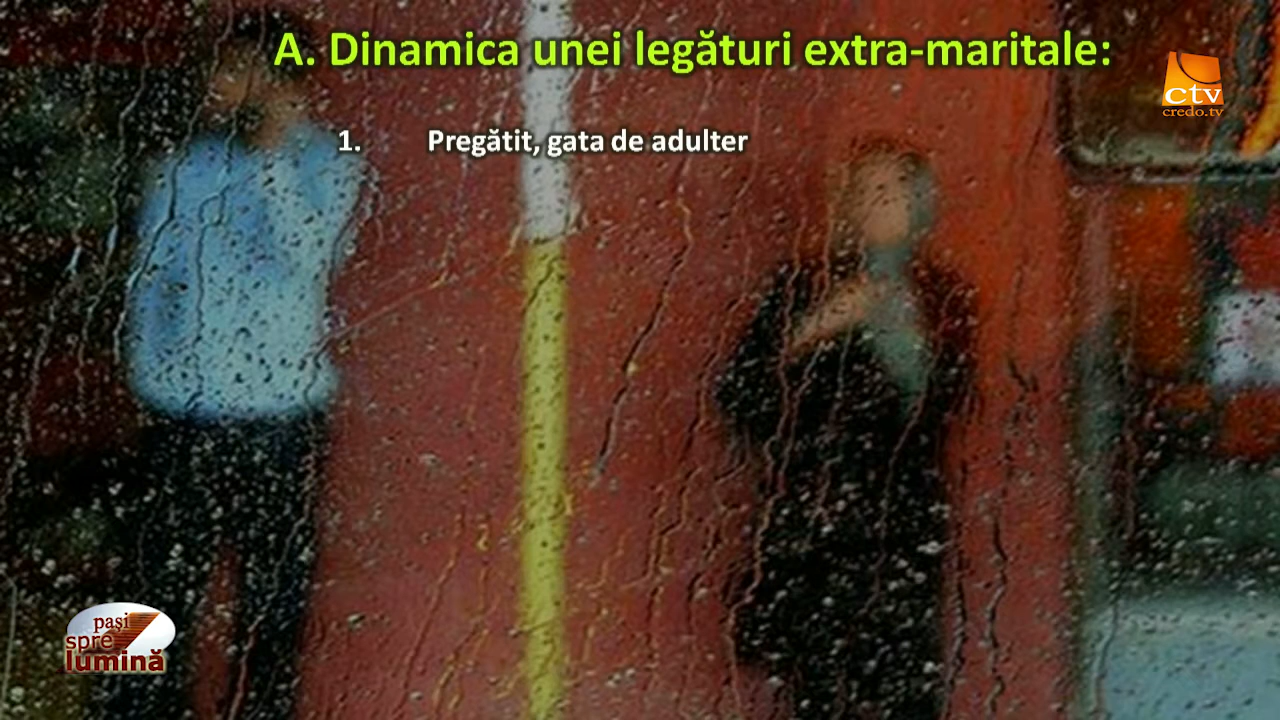 A. Dinamica unei legături extra-maritale:
ctv
credo.tv
1. Pregătit, gata de adulter
pași
spre
lumină